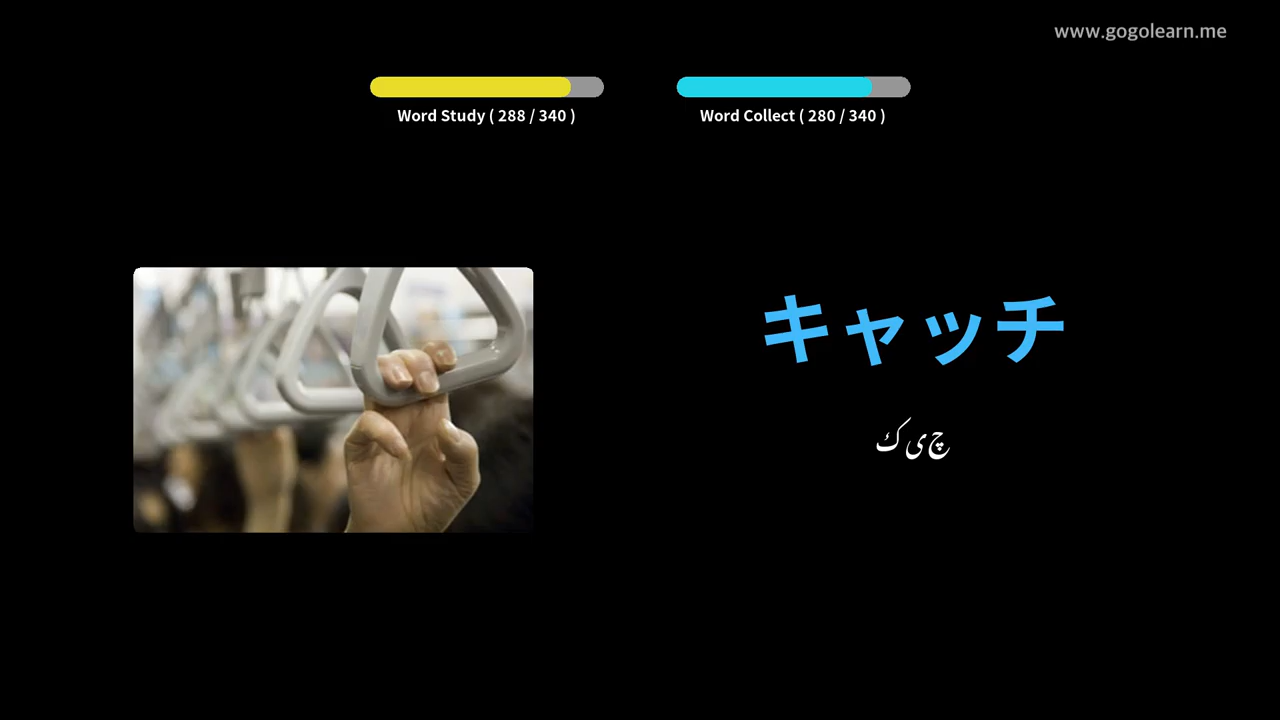 www.gogolearn.me
Word Study ( 288 / 340 )
Word Collect ( 280 / 340 )
キャッチ
چ ی ک